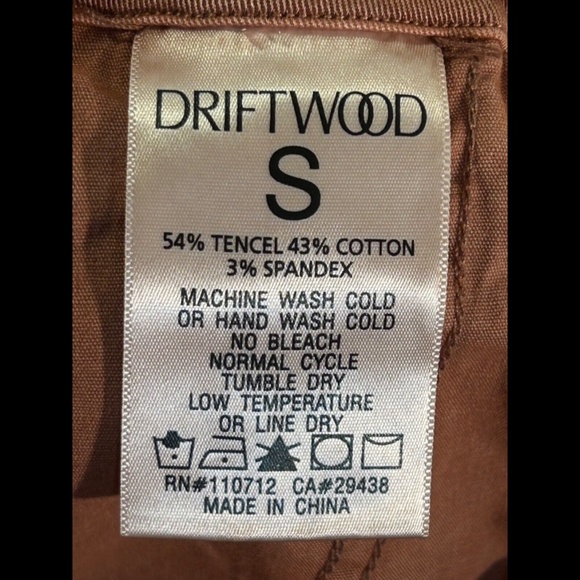 DRIFTWOOD
S
54% TENCEL 43% COTTON
3% SPANDEX
MACHINE WASH COLD
OR HAND WASH COLD
NO BLEACH
NORMAL CYCLE
TUMBLE DRY
LOW TEMPERATURE
OR LINE DRY
RN#110712 CA#29438
MADE IN CHINA